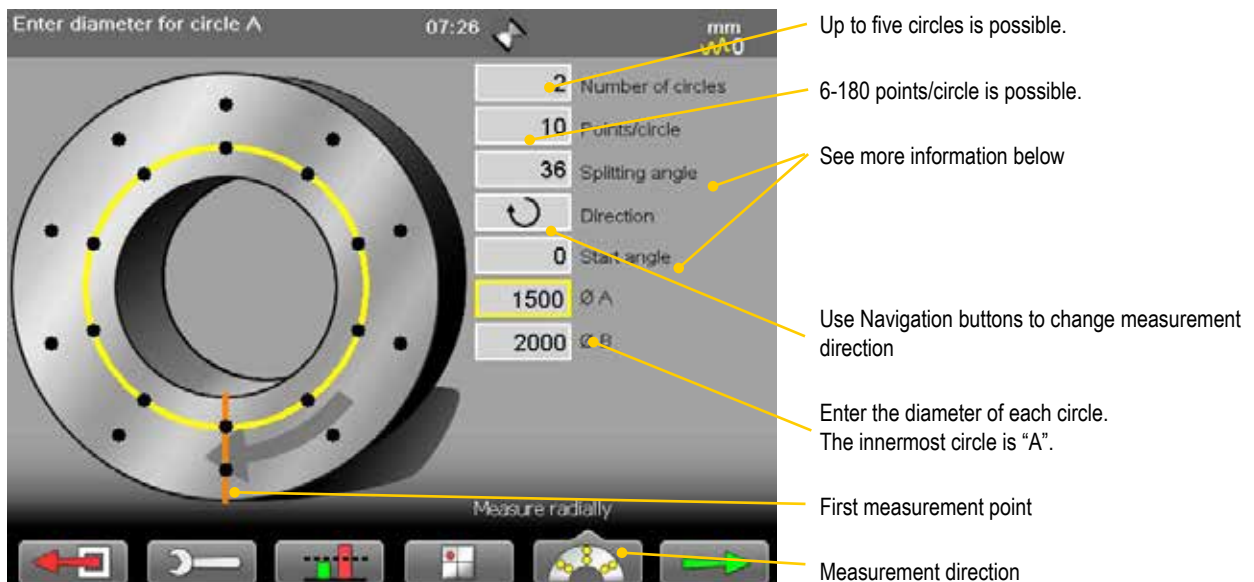 Enter diameter for circle A
07:26
mm
0
2 Number of circles
10 Points/circle
36 Splitting angle
Direction
0 Start angle
1500 Ø A
2000 Ø B
Measure radially
Up to five circles is possible.
6-180 points/circle is possible.
See more information below
Use Navigation buttons to change measurement
direction
Enter the diameter of each circle.
The innermost circle is “A”.
First measurement point
Measurement direction